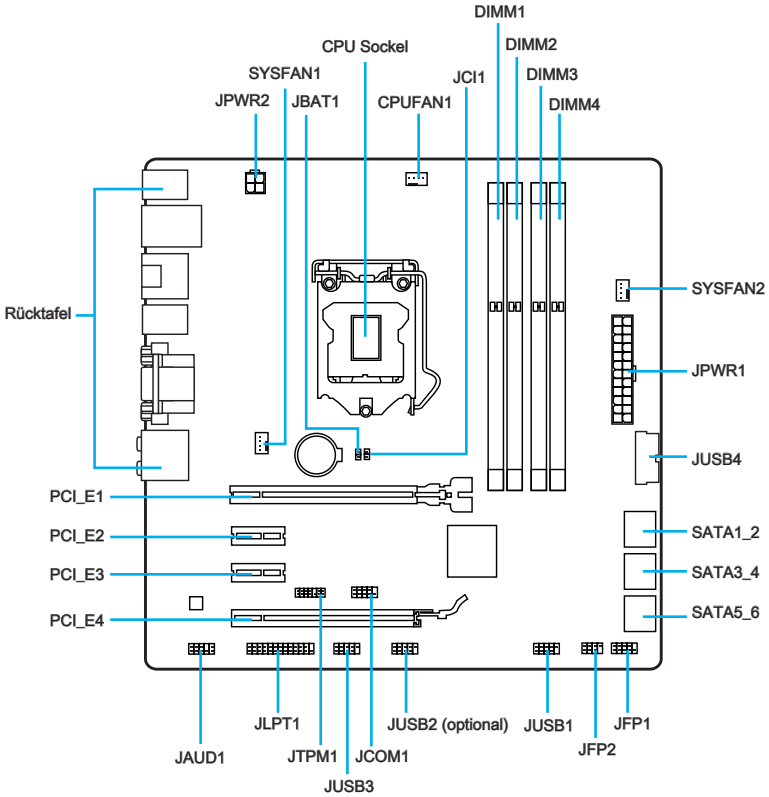 DIMM1
CPU Sockel
DIMM2
SYSFAN1
JCI1
DIMM3
JPWR2
JBAT1
CPUFAN1
DIMM4
SYSFAN2
Rücktafel
JPWR1
JUSB4
PCI_E1
PCI_E2
SATA1_2
PCI_E3
SATA3_4
PCI_E4
SATA5_6
JLPT1
JUSB2 (optional)
JUSB1
JFP1
JAUD1
JTPM1
JCOM1
JFP2
JUSB3